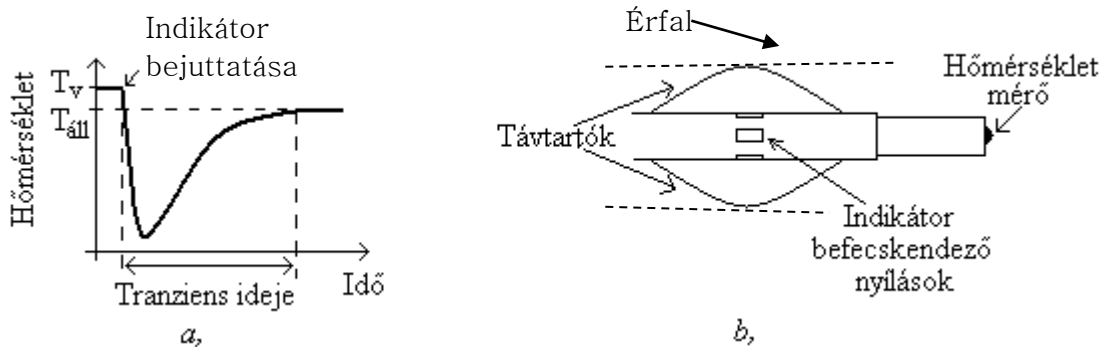 Indikátor
bejuttatása
Hőmérséklet
Tv
Táll
Tranziens ideje
Idő
a,
Érfal
Hőmérséklet
mérő
Távtartók
Indikátor
befecskendező
nyílások
b,